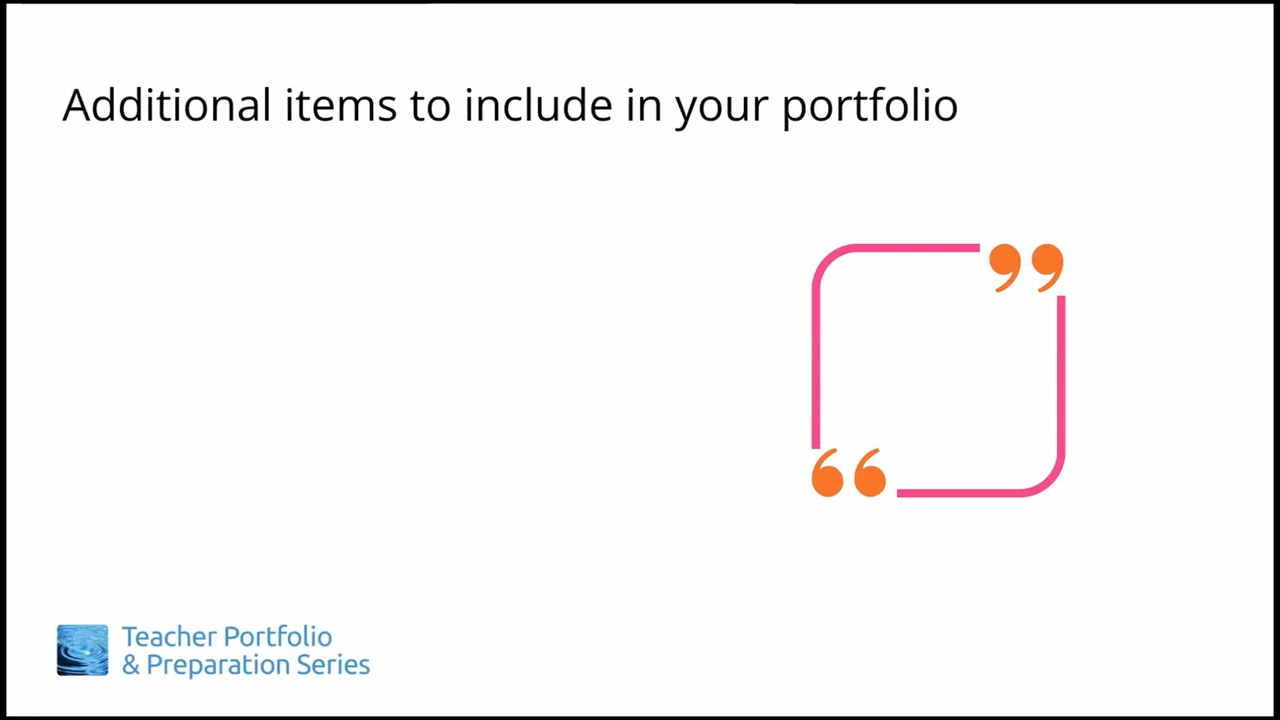 Additional items to include in your portfolio
”
“
Teacher Portfolio
& Preparation Series